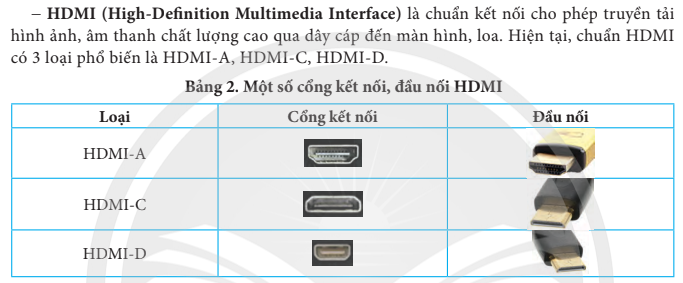 – HDMI (High-Definition Multimedia Interface) là chuẩn kết nối cho phép truyền tải
hình ảnh, âm thanh chất lượng cao qua dây cáp đến màn hình, loa. Hiện tại, chuẩn HDMI
có 3 loại phổ biến là HDMI-A, HDMI-C, HDMI-D.
Bảng 2. Một số cổng kết nối, đầu nối HDMI
Loại Cổng kết nối Đầu nối
HDMI-A
HDMI-C
HDMI-D